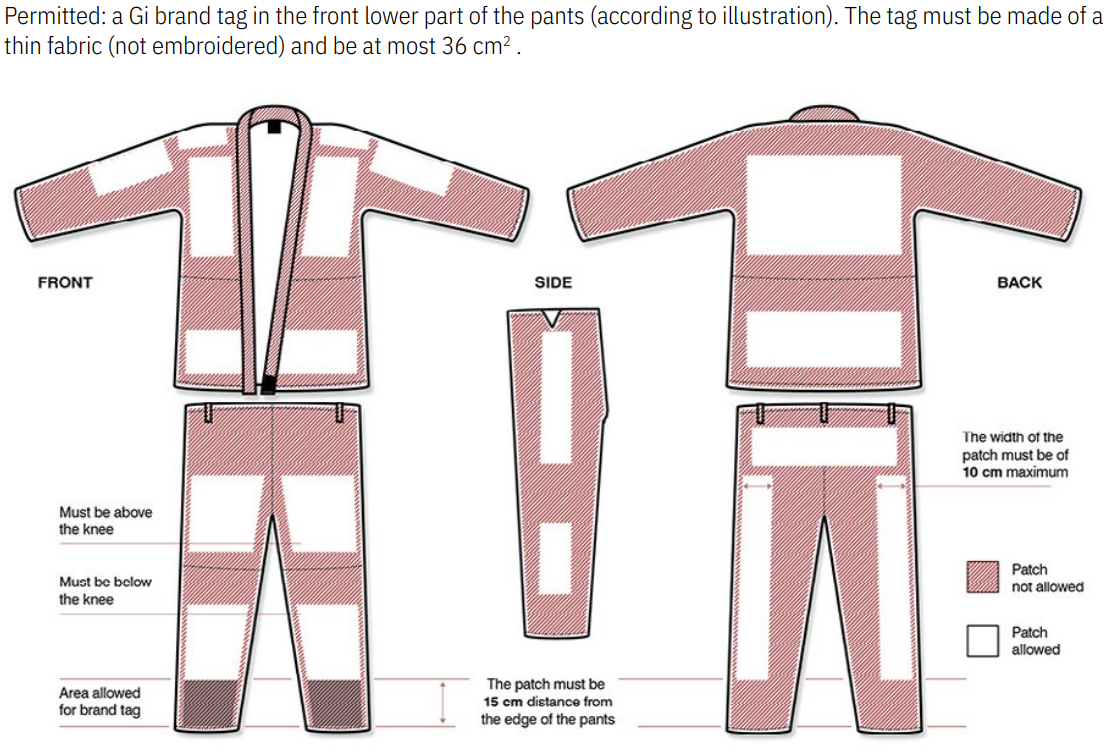 Permitted: a Gi brand tag in the front lower part of the pants (according to illustration). The tag must be made of a
thin fabric (not embroidered) and be at most 36 cm² .
FRONT
SIDE
BACK
The width of the
patch must be of
10 cm maximum
Must be above
the knee
Must be below
the knee
Patch
not allowed
Patch
allowed
Area allowed
for brand tag
The patch must be
15 cm distance from
the edge of the pants